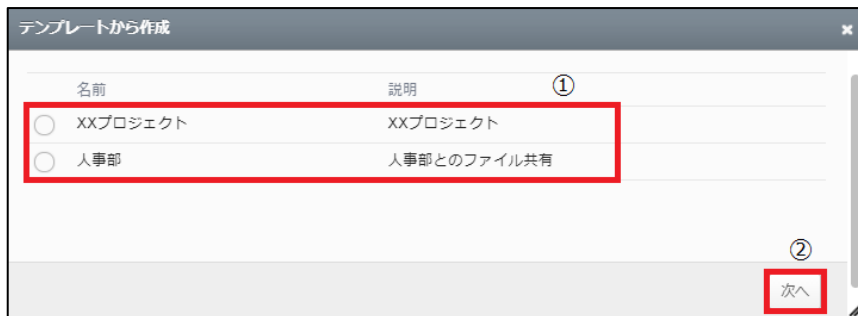 テンプレートから作成 ×
名前 説明 ①
XXプロジェクト XXプロジェクト
人事部 人事部とのファイル共有
②
次へ